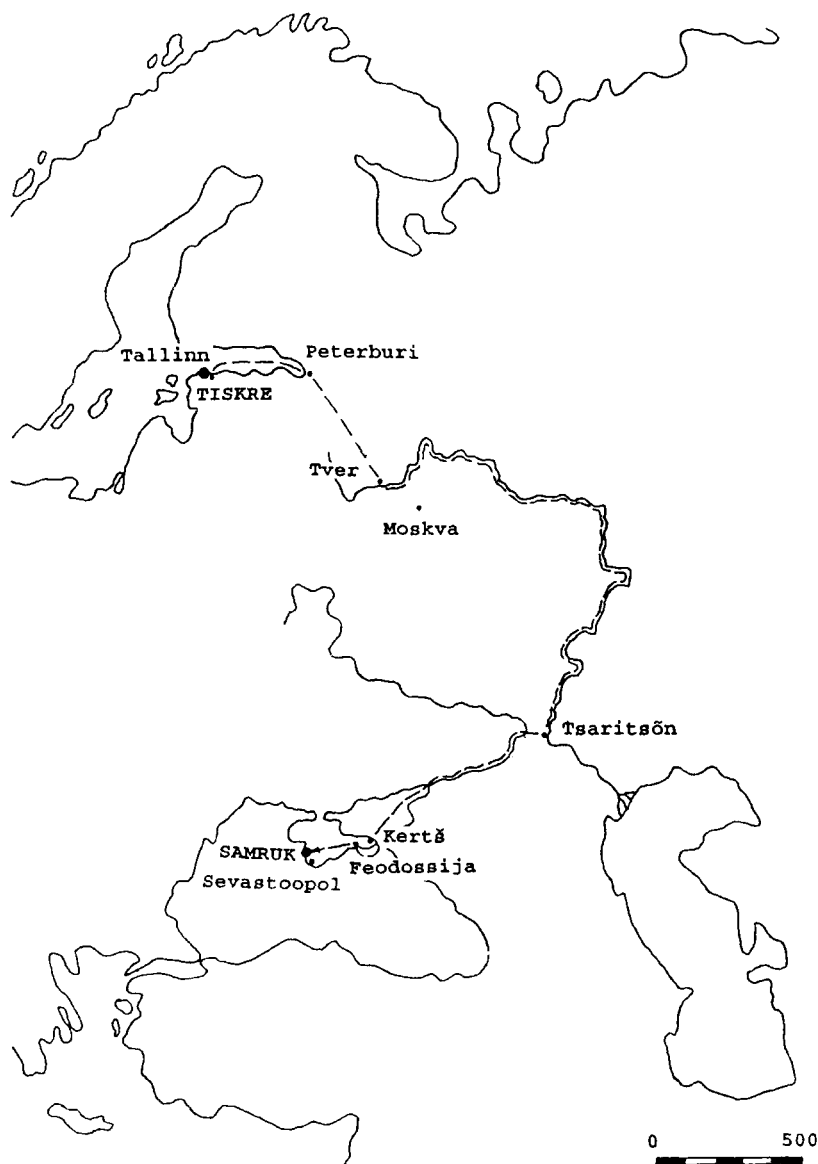 Tallinn
Peterburi
TISKRE
Tver
Moskva
Tsaritsõn
Kertš
SAMRUK
Feodossija
Sevastoopol
0 500